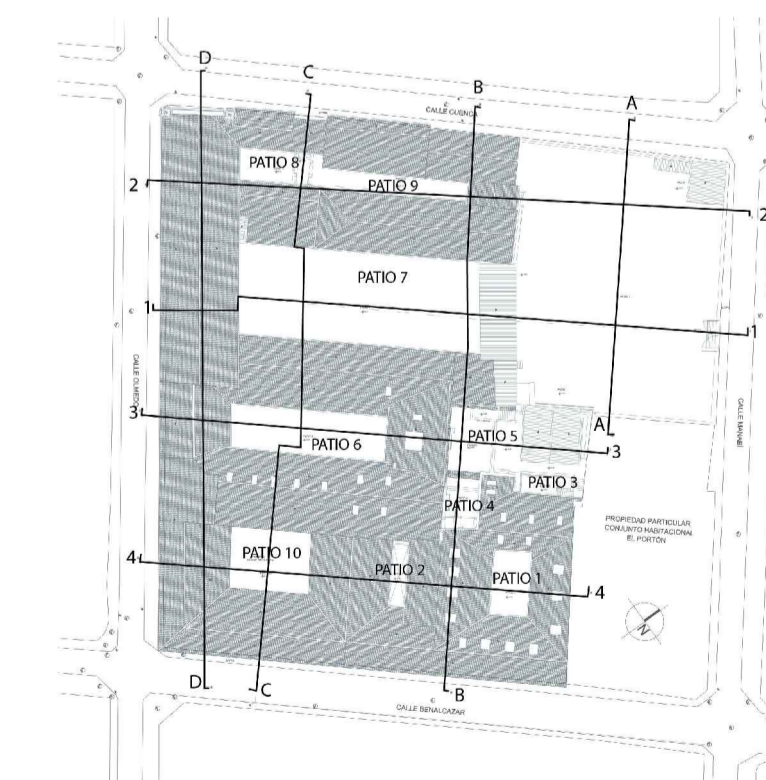 D
C
B
A
CALLE CUENCA
PATIO 8
PATIO 9
2
2
PATIO 7
1
1
CALLE OLMEDO
CALLE MANABÍ
3
A
PATIO 5
3
PATIO 6
PATIO 3
PATIO 4
PROPIEDAD PARTICULAR
CONJUNTO HABITACIONAL
EL PORTÓN
4
PATIO 10
PATIO 2
PATIO 1
4
N
D
C
B
CALLE BENALCAZAR